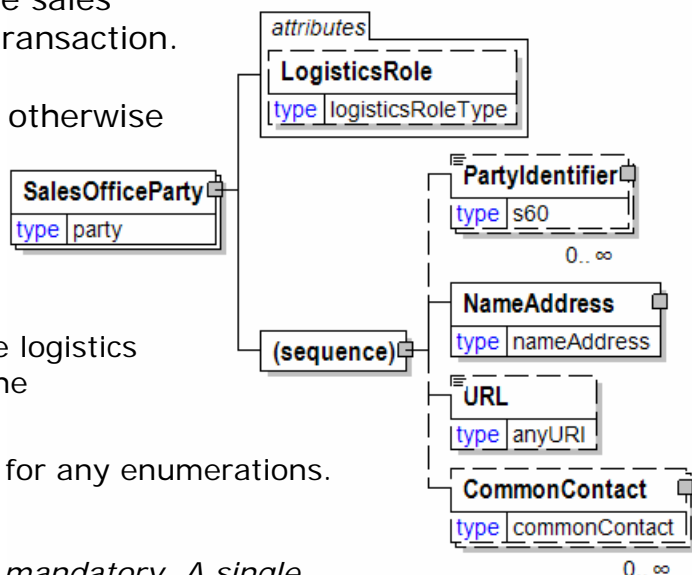 e sales
ransaction.
otherwise
e logistics
ne
for any enumerations.
mandatory. A single
attributes
LogisticsRole
type logisticsRoleType
SalesOfficeParty
type party
(sequence)
PartyIdentifier
type s60
0.. ∞
NameAddress
type nameAddress
URL
type anyURI
CommonContact
type commonContact
0.. ∞